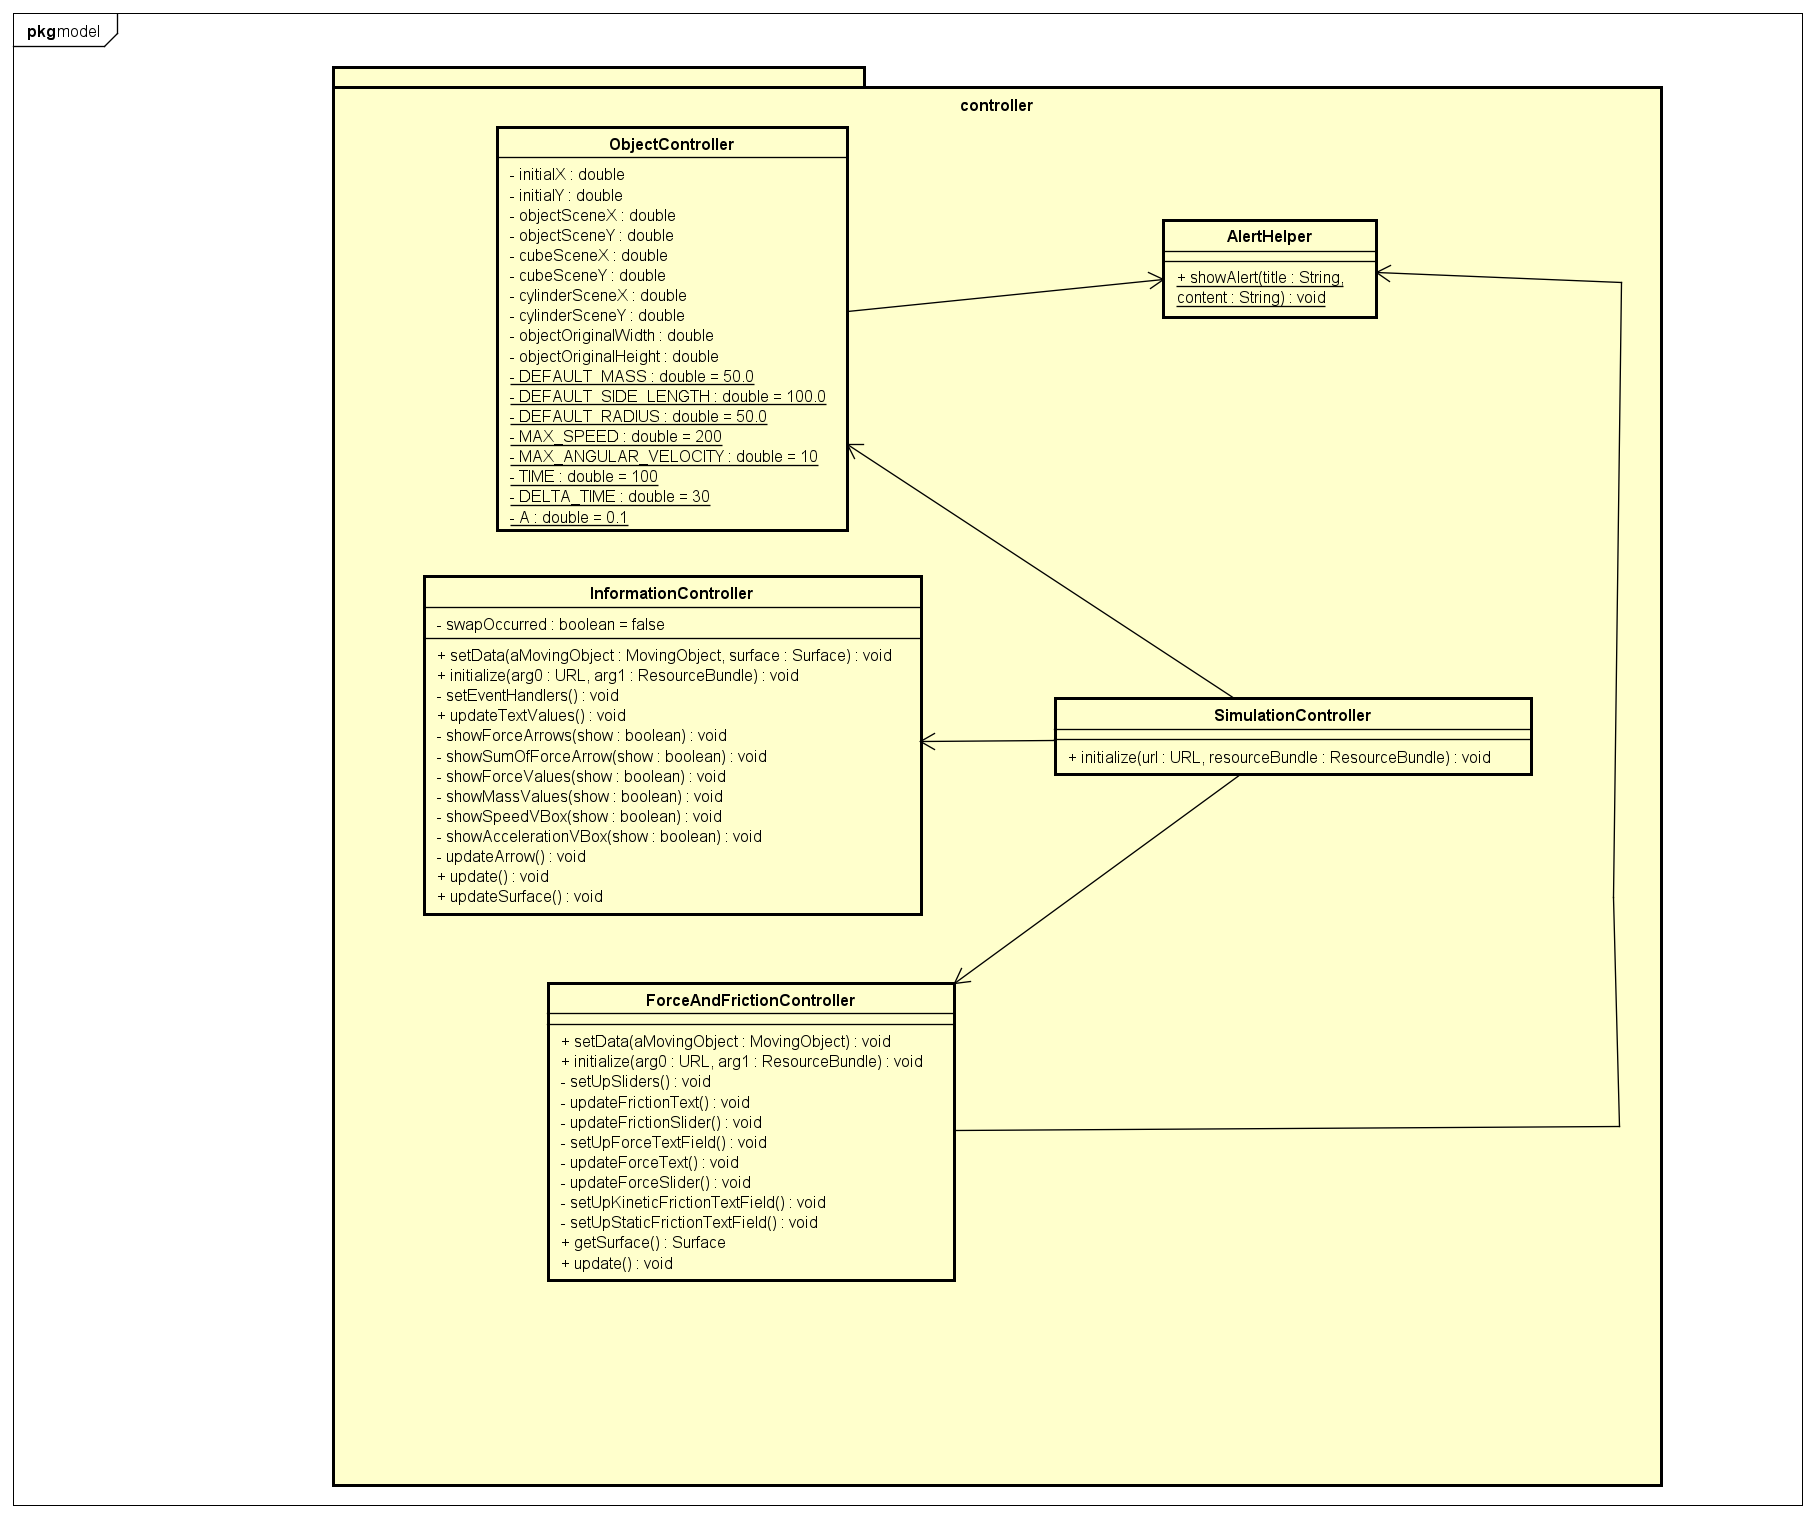 pkg model
controller
ObjectController
- initialX : double
- initialY : double
- objectSceneX : double
- objectSceneY : double
- cubeSceneX : double
- cubeSceneY : double
- cylinderSceneX : double
- cylinderSceneY : double
- objectOriginalWidth : double
- objectOriginalHeight : double
- DEFAULT_MASS : double = 50.0
- DEFAULT_SIDE_LENGTH : double = 100.0
- DEFAULT_RADIUS : double = 50.0
- MAX_SPEED : double = 200
- MAX_ANGULAR_VELOCITY : double = 10
- TIME : double = 100
- DELTA_TIME : double = 30
- A : double = 0.1
AlertHelper
+ showAlert(title : String,
content : String) : void
InformationController
- swapOccurred : boolean = false
+ setData(aMovingObject : MovingObject, surface : Surface) : void
+ initialize(arg0 : URL, arg1 : ResourceBundle) : void
- setEventHandlers() : void
+ updateTextValues() : void
- showForceArrows(show : boolean) : void
- showSumOfForceArrow(show : boolean) : void
- showForceValues(show : boolean) : void
- showMassValues(show : boolean) : void
- showSpeedVBox(show : boolean) : void
- showAccelerationVBox(show : boolean) : void
- updateArrow() : void
+ update() : void
+ updateSurface() : void
SimulationController
+ initialize(url : URL, resourceBundle : ResourceBundle) : void
ForceAndFrictionController
+ setData(aMovingObject : MovingObject) : void
+ initialize(arg0 : URL, arg1 : ResourceBundle) : void
- setUpSliders() : void
- updateFrictionText() : void
- updateFrictionSlider() : void
- setUpForceTextField() : void
- updateForceText() : void
- updateForceSlider() : void
- setUpKineticFrictionTextField() : void
- setUpStaticFrictionTextField() : void
+ getSurface() : Surface
+ update() : void